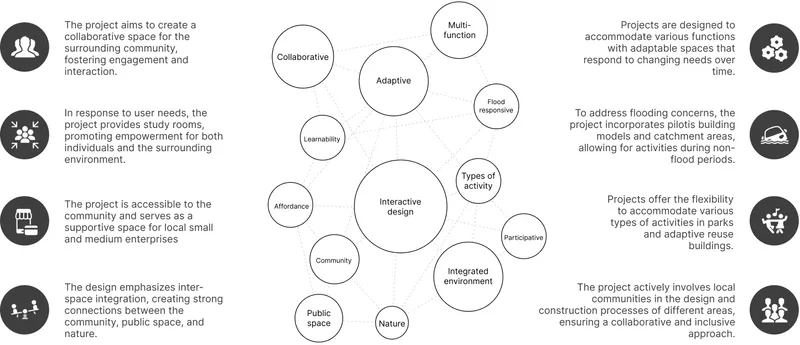 The project aims to create a
collaborative space for the
surrounding community,
fostering engagement and
interaction.
In response to user needs, the
project provides study rooms,
promoting empowerment for both
individuals and the surrounding
environment.
The project is accessible to the
community and serves as a
supportive space for local small
and medium enterprises
The design emphasizes inter-
space integration, creating strong
connections between the
community, public space, and
nature.
Multi-
function
Collaborative
Adaptive
Flood
responsive
Learnability
Types of
activity
Affordance
Interactive
design
Participative
Community
Integrated
environment
Public
space
Nature
Projects are designed to
accommodate various functions
with adaptable spaces that
respond to changing needs over
time.
To address flooding concerns, the
project incorporates pilotis building
models and catchment areas,
allowing for activities during non-
flood periods.
Projects offer the flexibility
to accommodate various
types of activities in parks
and adaptive reuse
buildings.
The project actively involves local
communities in the design and
construction processes of different areas,
ensuring a collaborative and inclusive
approach.